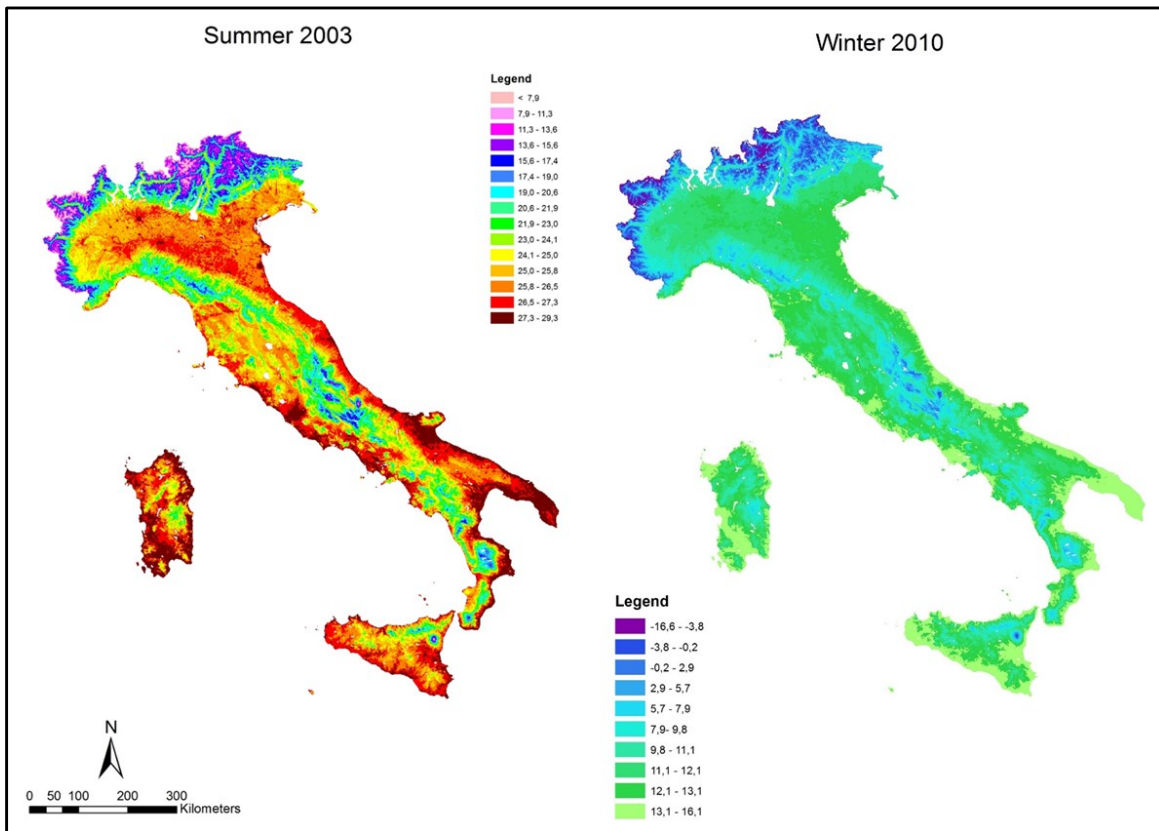 Summer 2003
Winter 2010
Legend
< 7,9
7,9 - 11,3
11,3 - 13,6
13,6 - 15,6
15,6 - 17,4
17,4 - 19,0
19,0 - 20,6
20,6 - 21,9
21,9 - 23,0
23,0 - 24,1
24,1 - 25,0
25,0 - 25,8
25,8 - 26,5
26,5 - 27,3
27,3 - 29,3
Legend
-16,6 - -3,8
-3,8 - -0,2
-0,2 - 2,9
2,9 - 5,7
5,7 - 7,9
7,9- 9,8
9,8 - 11,1
11,1 - 12,1
12,1 - 13,1
13,1 - 16,1
N
0 50 100 200 300
Kilometers